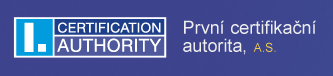 I. CERTIFICATION
AUTHORITY
První certifikační
autorita, A.S.